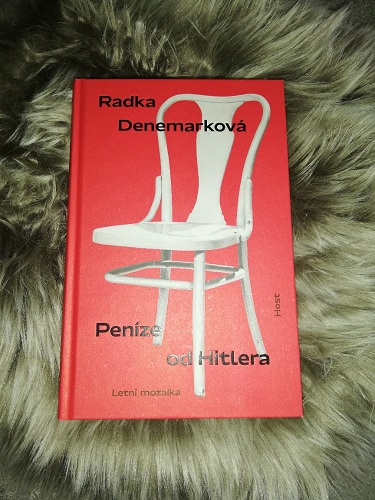 Radka
Denemarková
Peníze
od Hitlera
Letní mozaika
Host